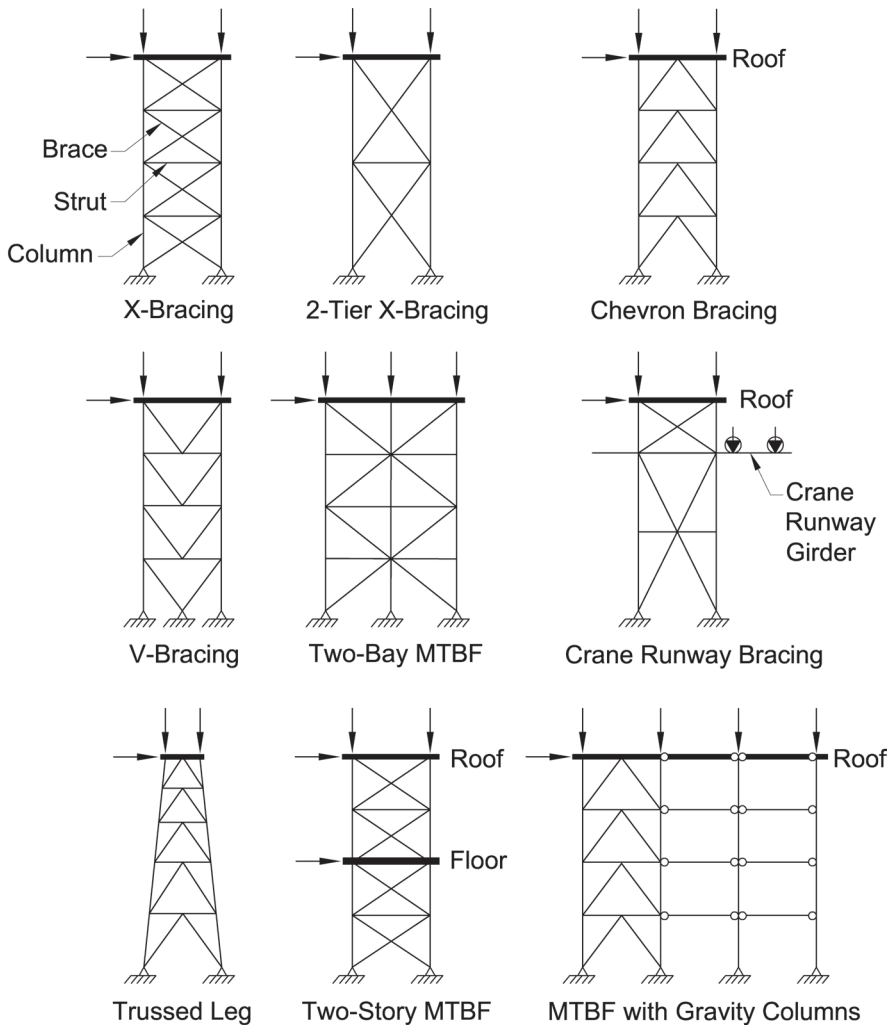 Roof
Brace
Strut
Column
X-Bracing
2-Tier X-Bracing
Chevron Bracing
Roof
Crane
Runway
Girder
V-Bracing
Two-Bay MTBF
Crane Runway Bracing
Roof
Roof
Floor
Trussed Leg
Two-Story MTBF
MTBF with Gravity Columns